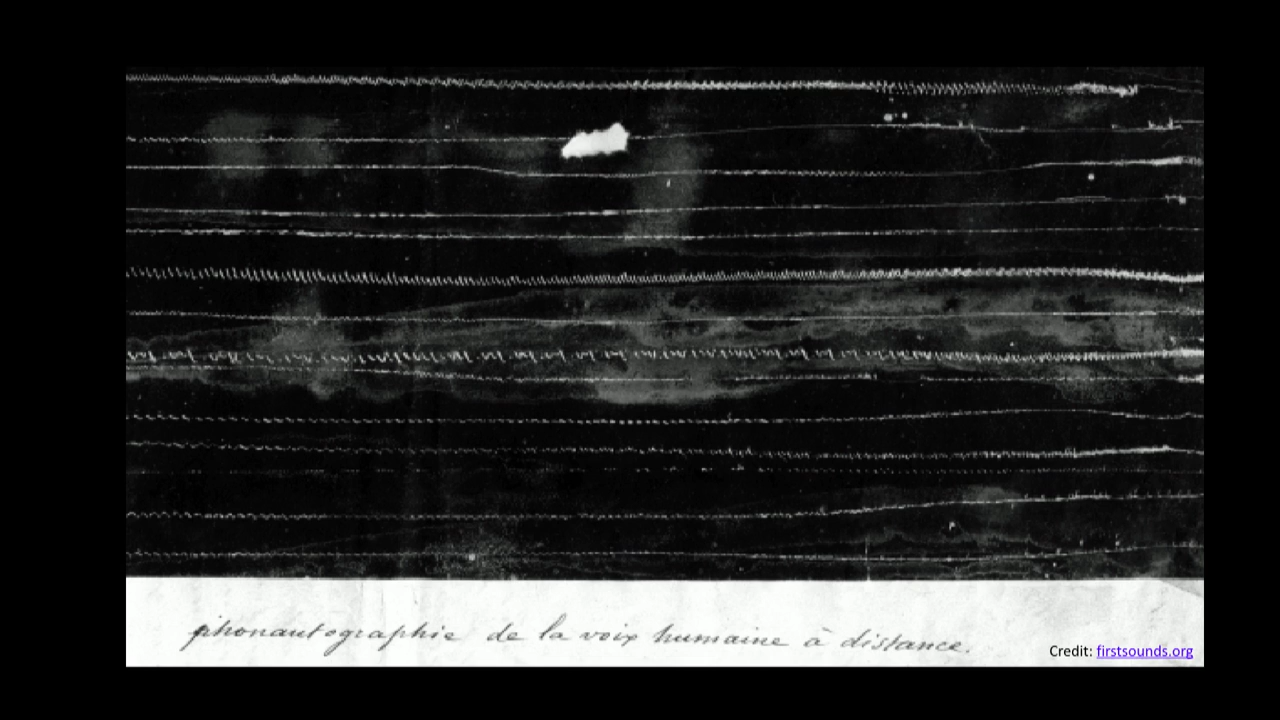 phonautographie de la voix humaine à distance.
Credit: firstsounds.org